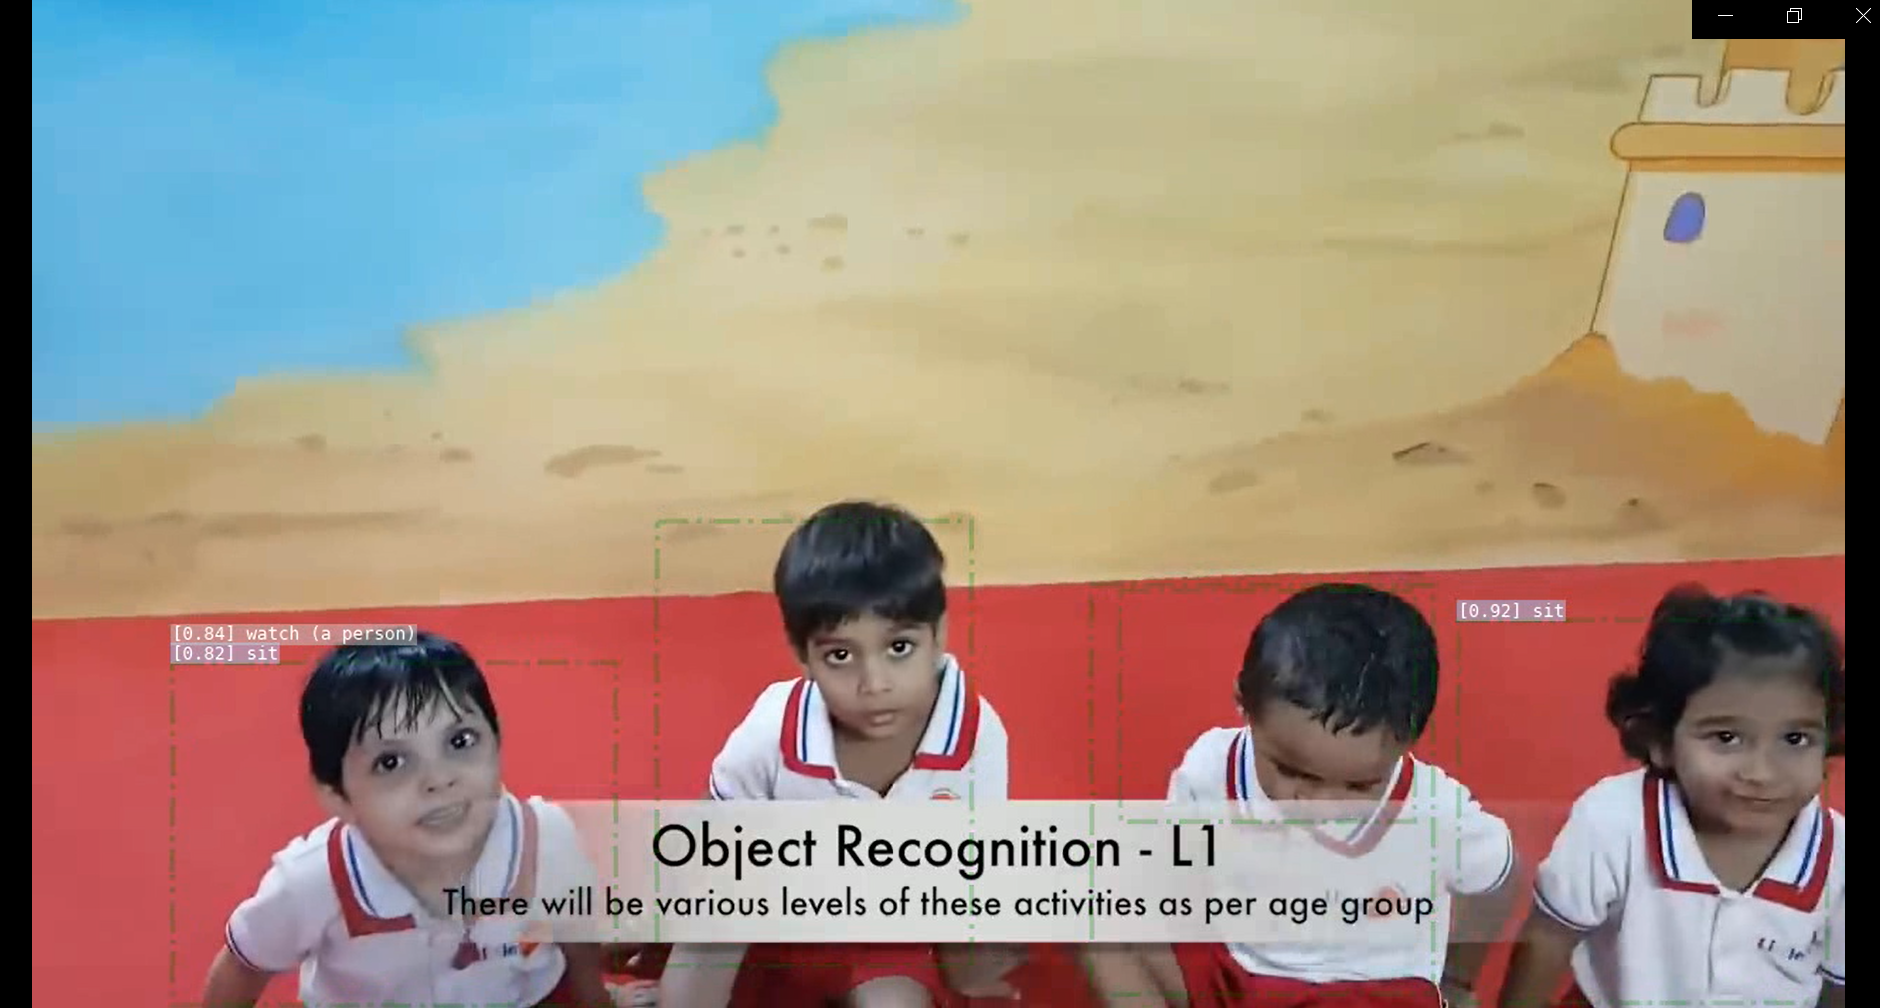 [0.84] watch (a person)
[0.82] sit
[0.92] sit
Object Recognition - L1
There will be various levels of these activities as per age group